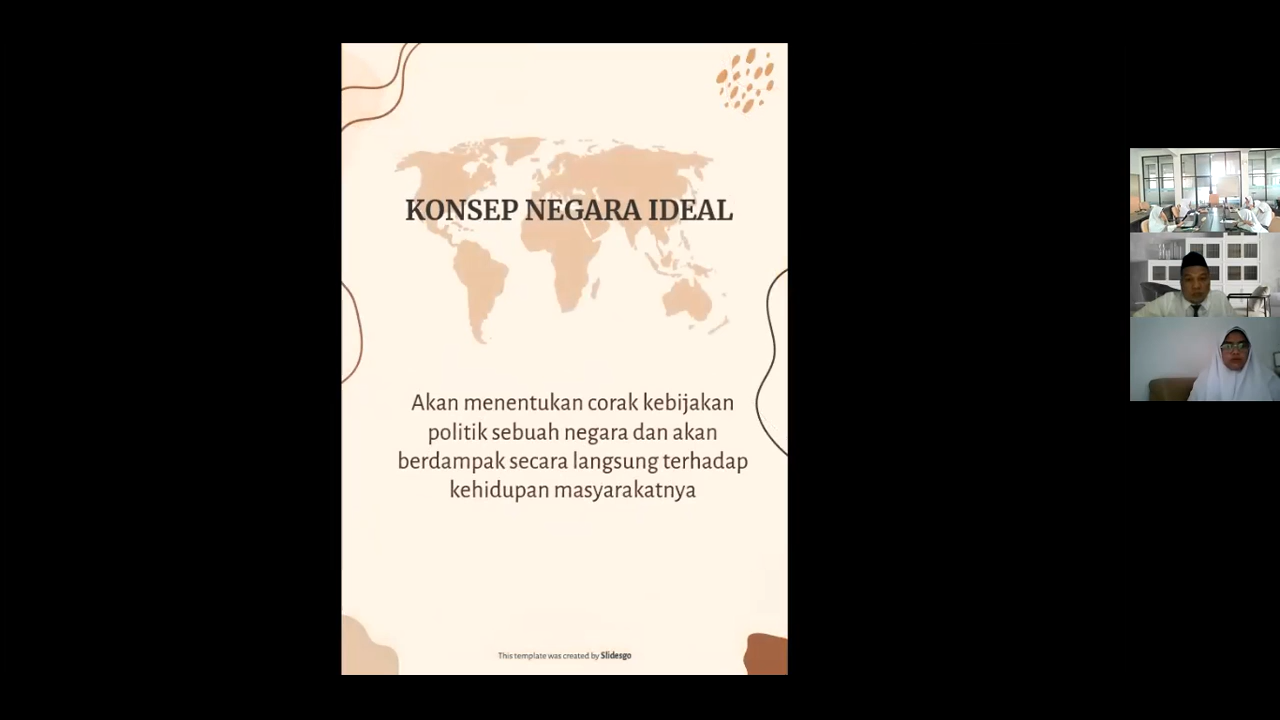 KONSEP NEGARA IDEAL
Akan menentukan corak kebijakan
politik sebuah negara dan akan
berdampak secara langsung terhadap
kehidupan masyarakatnya
This template was created by Slidesgo